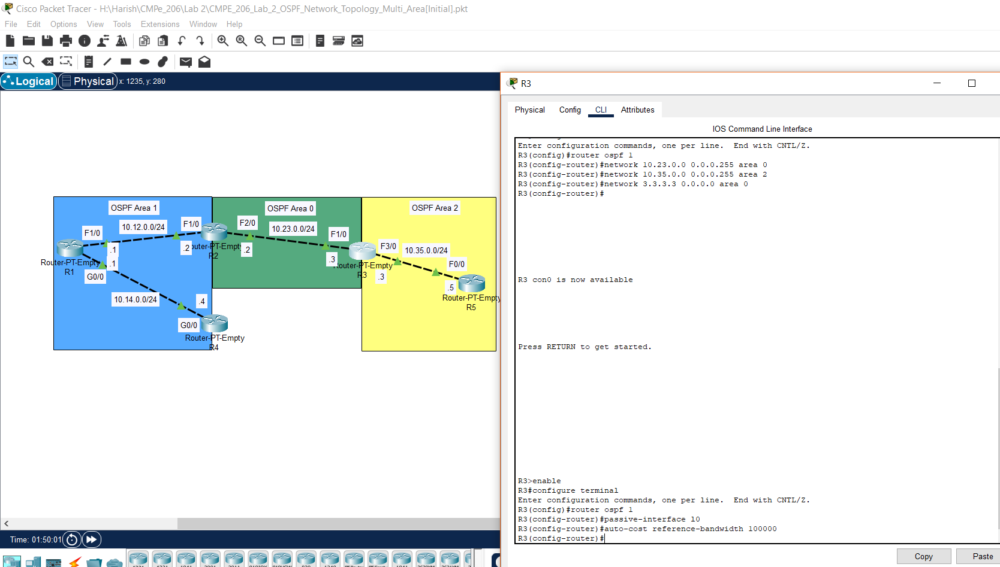 Cisco Packet Tracer - H:\Harish\CMPe_206\Lab 2\CMPE_206_Lab_2_OSPF_Network_Topology_Multi_Area[Initial].pkt
File Edit Options View Tools Extensions Window Help
Logical Physical x: 1235, y: 280
OSPF Area 1
OSPF Area 0
OSPF Area 2
F1/0
10.12.0.0/24
F1/0
F2/0
10.23.0.0/24
F1/0
F3/0
10.35.0.0/24
F0/0
.1
.1
.2
.2
.3
.3
.5
Router-PT-Empty
R1
Router-PT-Empty
R2
Router-PT-Empty
R3
Router-PT-Empty
R5
G0/0
10.14.0.0/24
.4
G0/0
Router-PT-Empty
R4
Time: 01:50:01
R3
Physical Config CLI Attributes
IOS Command Line Interface
Enter configuration commands, one per line. End with CNTL/Z.
R3(config)#router ospf 1
R3(config-router)#network 10.23.0.0 0.0.0.255 area 0
R3(config-router)#network 10.35.0.0 0.0.0.255 area 2
R3(config-router)#network 3.3.3.3 0.0.0.0 area 0
R3(config-router)#
R3 con0 is now available
Press RETURN to get started.
R3>enable
R3#configure terminal
Enter configuration commands, one per line. End with CNTL/Z.
R3(config)#router ospf 1
R3(config-router)#passive-interface l0
R3(config-router)#auto-cost reference-bandwidth 100000
R3(config-router)#
Copy Paste